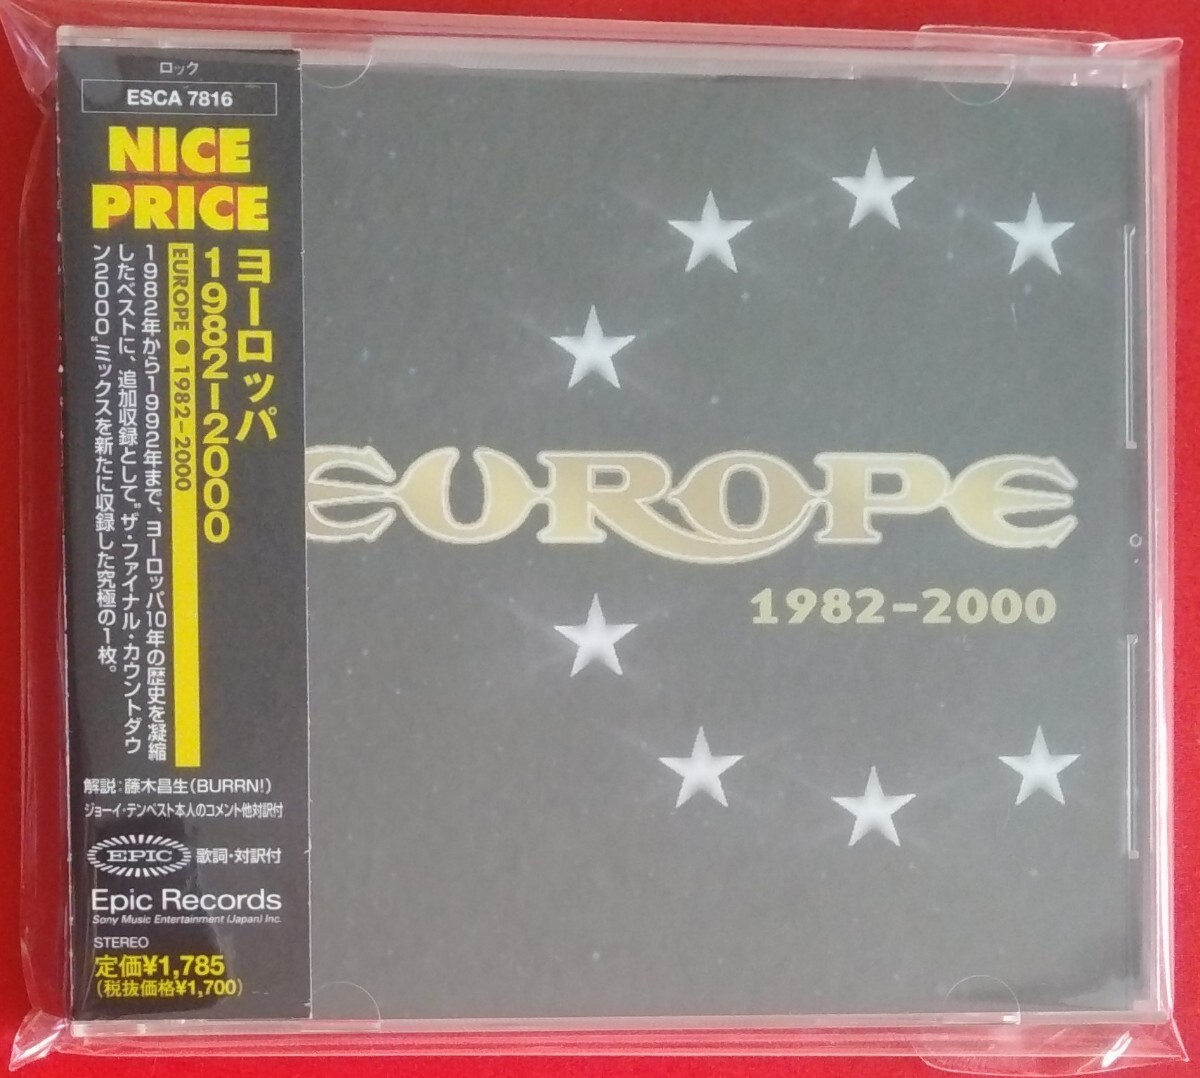 ロック
ESCA 7816
NICE
PRICE
ヨーロッパ
1982-2000
EUROPE ● 1982-2000
1982年から1992年まで、ヨーロッパ10年の歴史を凝縮
したベストに、追加収録として“ザ・ファイナル・カウントダウ
ン2000”ミックスを新たに収録した究極の1枚。
解説:藤木昌生(BURRN!)
ジョーイ・テンペスト本人のコメント他対訳付
EPIC 歌詞・対訳付
Epic Records
Sony Music Entertainment (Japan) Inc.
STEREO
定価¥1,785
(税抜価格¥1,700)
EUROPE
1982-2000